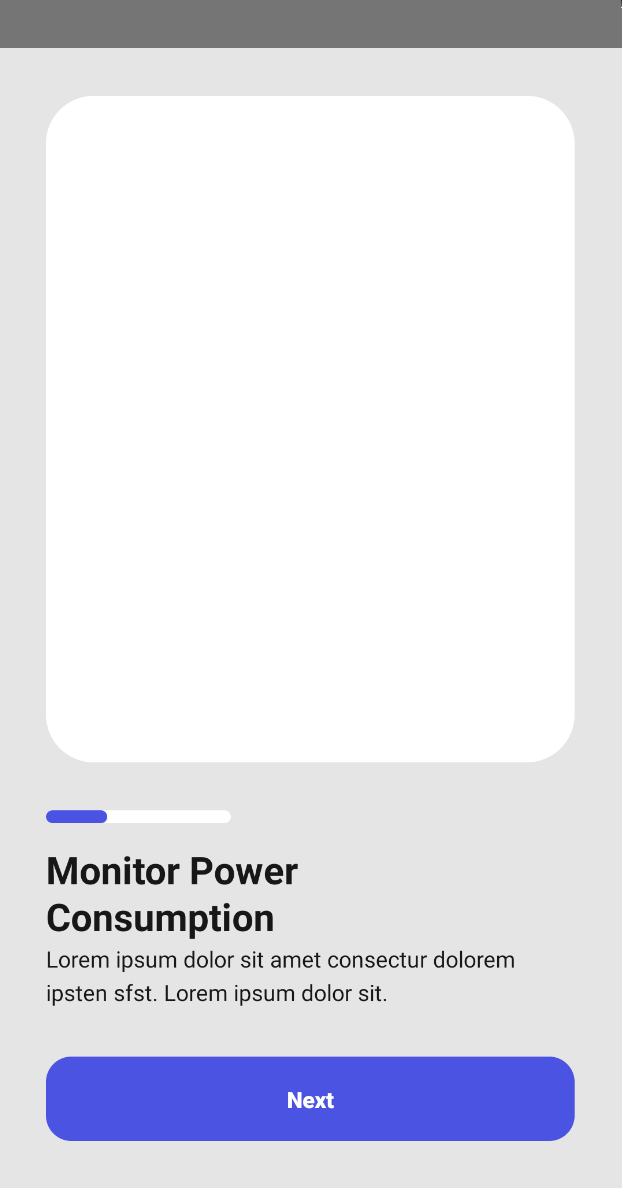 Monitor Power
Consumption
Lorem ipsum dolor sit amet consectur dolorem
ipsten sfst. Lorem ipsum dolor sit.
Next